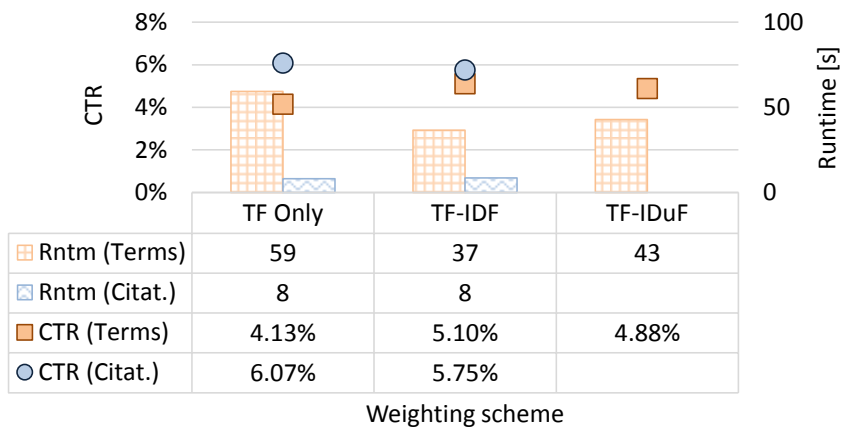 8%
6%
4%
2%
0%
CTR
100
50
0
Runtime [s]
TF Only TF-IDF TF-IDuF
Rntm (Terms) 59 37 43
Rntm (Citat.) 8 8
CTR (Terms) 4.13% 5.10% 4.88%
CTR (Citat.) 6.07% 5.75%
Weighting scheme